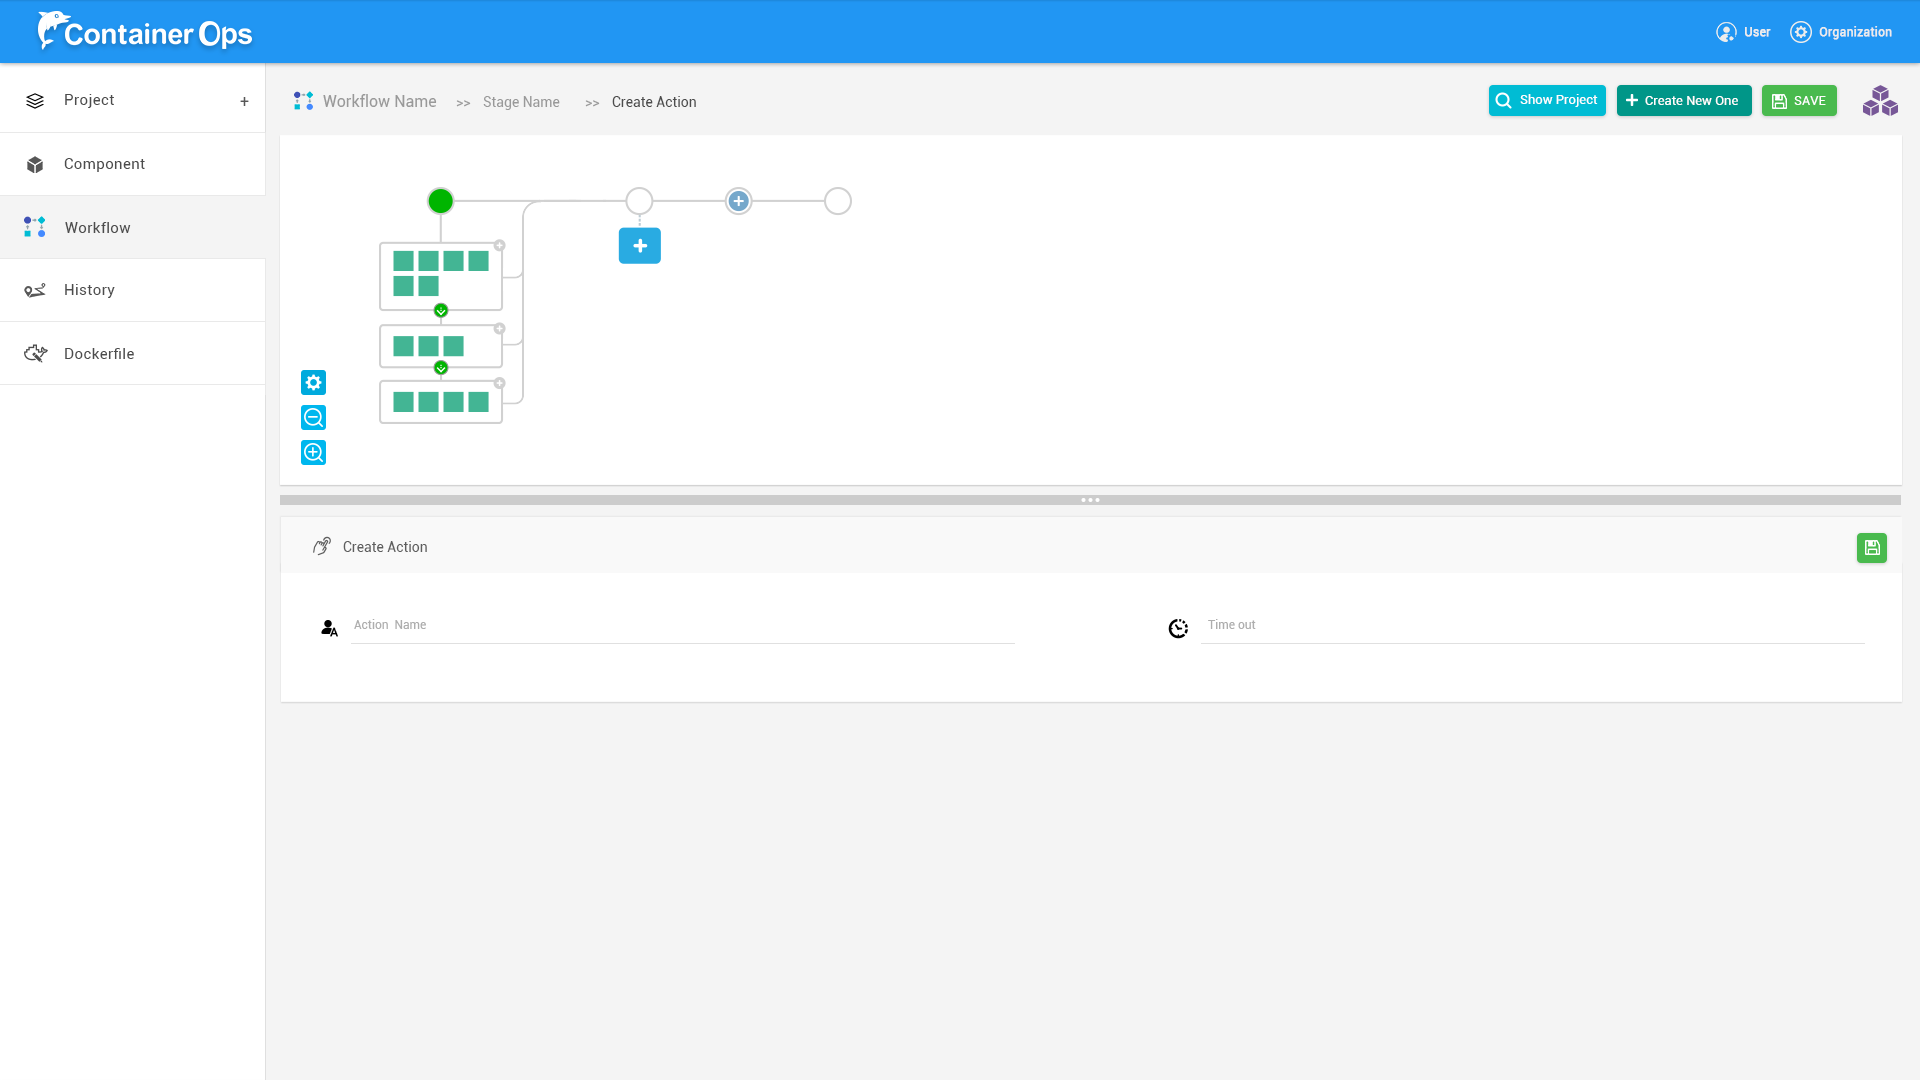 Container Ops
User
Organization
Project +
Component
Workflow
History
Dockerfile
Workflow Name >> Stage Name >> Create Action
Show Project
+ Create New One
SAVE
Create Action
Action Name
Time out